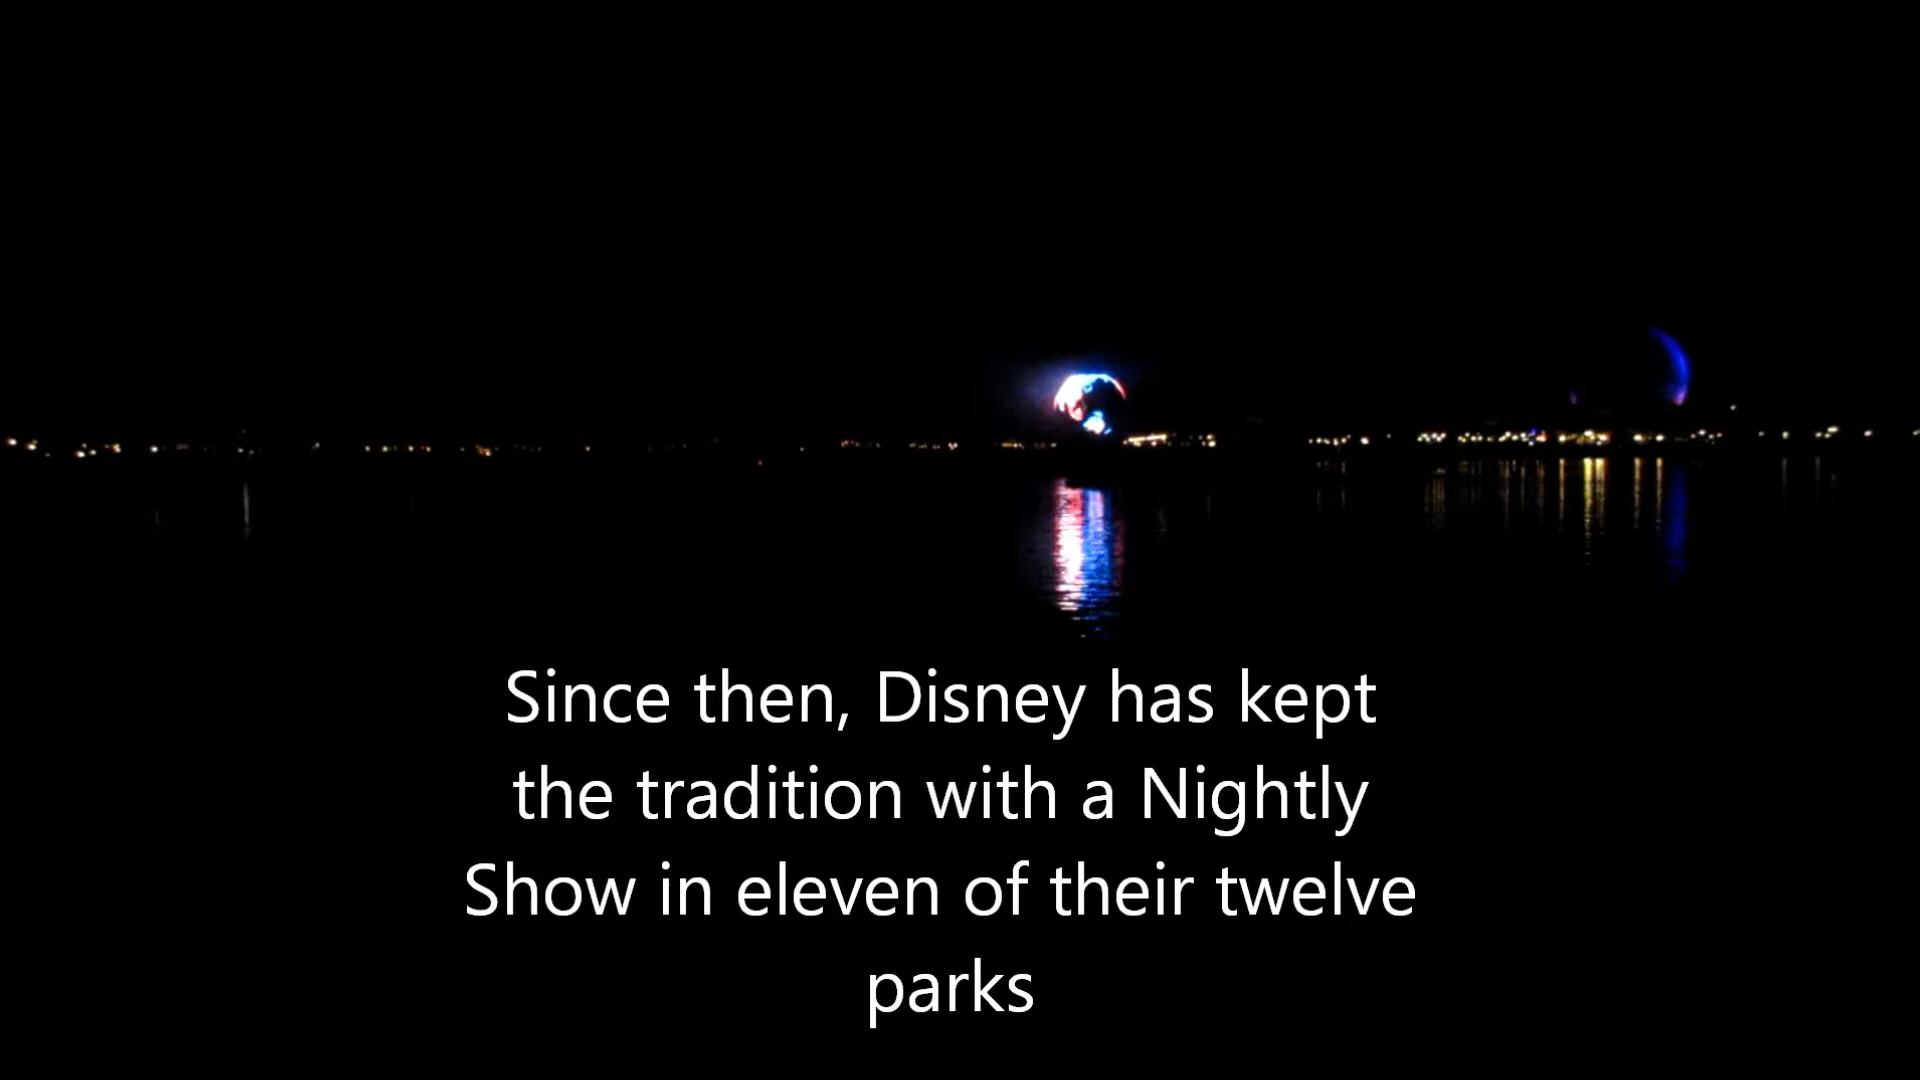 Since then, Disney has kept
the tradition with a Nightly
Show in eleven of their twelve
parks